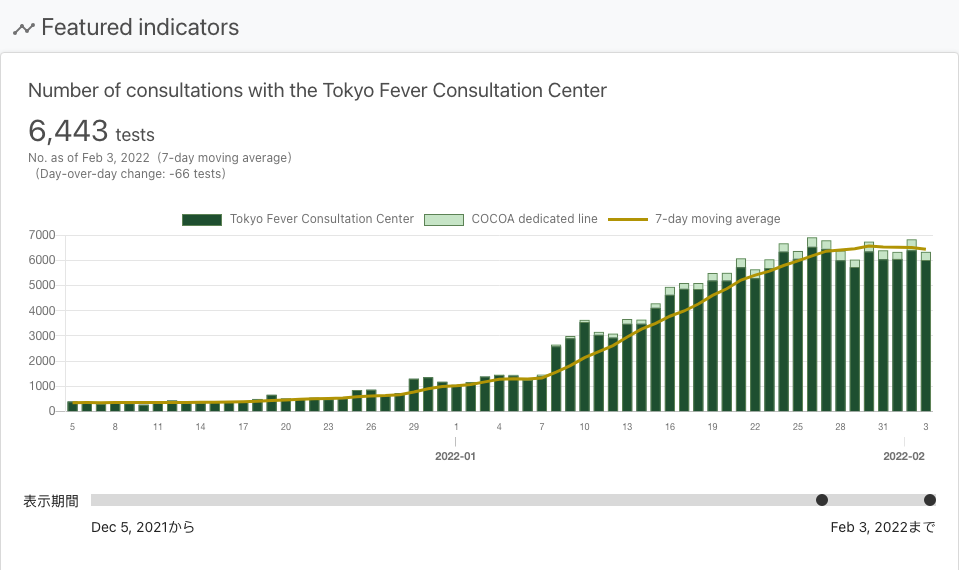 Featured indicators
Number of consultations with the Tokyo Fever Consultation Center
6,443 tests
No. as of Feb 3, 2022 (7-day moving average)
(Day-over-day change: -66 tests)
Tokyo Fever Consultation Center COCOA dedicated line 7-day moving average
7000
6000
5000
4000
3000
2000
1000
0
5 8 11 14 17 20 23 26 29 1 4 7 10 13 16 19 22 25 28 31 3
2022-01 2022-02
表示期間
Dec 5, 2021から Feb 3, 2022まで